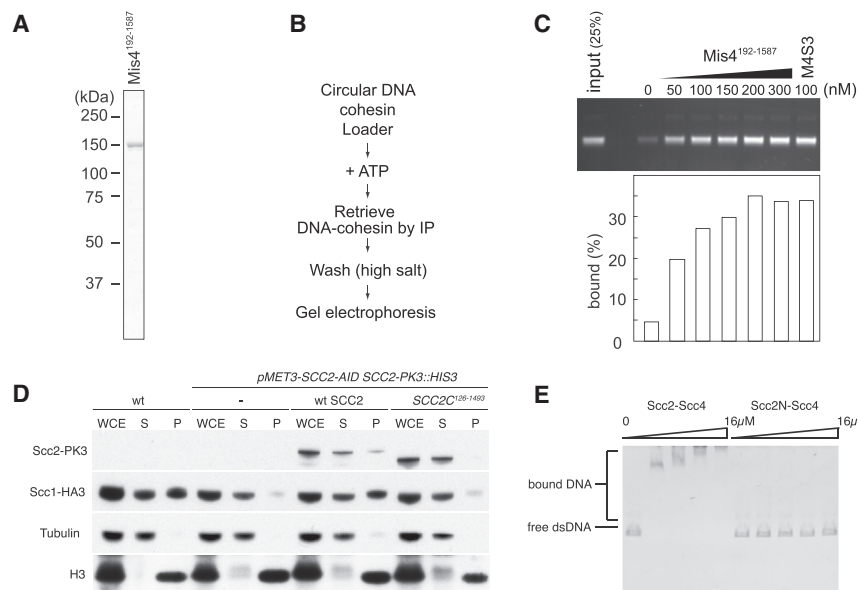 A
Mis4192-1587
(kDa)
250
150
100
75
50
37
B
Circular DNA
cohesin
Loader
+ ATP
Retrieve
DNA-cohesin by IP
Wash (high salt)
Gel electrophoresis
C
input (25%)
Mis4192-1587
M4S3
0 50 100 150 200 300 100 (nM)
bound (%)
30
20
10
0
D
pMET3-SCC2-AID SCC2-PK3::HIS3
wt - wt SCC2 SCC2C126-1493
WCE S P WCE S P WCE S P WCE S P
Scc2-PK3
Scc1-HA3
Tubulin
H3
E
Scc2-Scc4 Scc2N-Scc4
0 16µM 16µ
bound DNA
free dsDNA